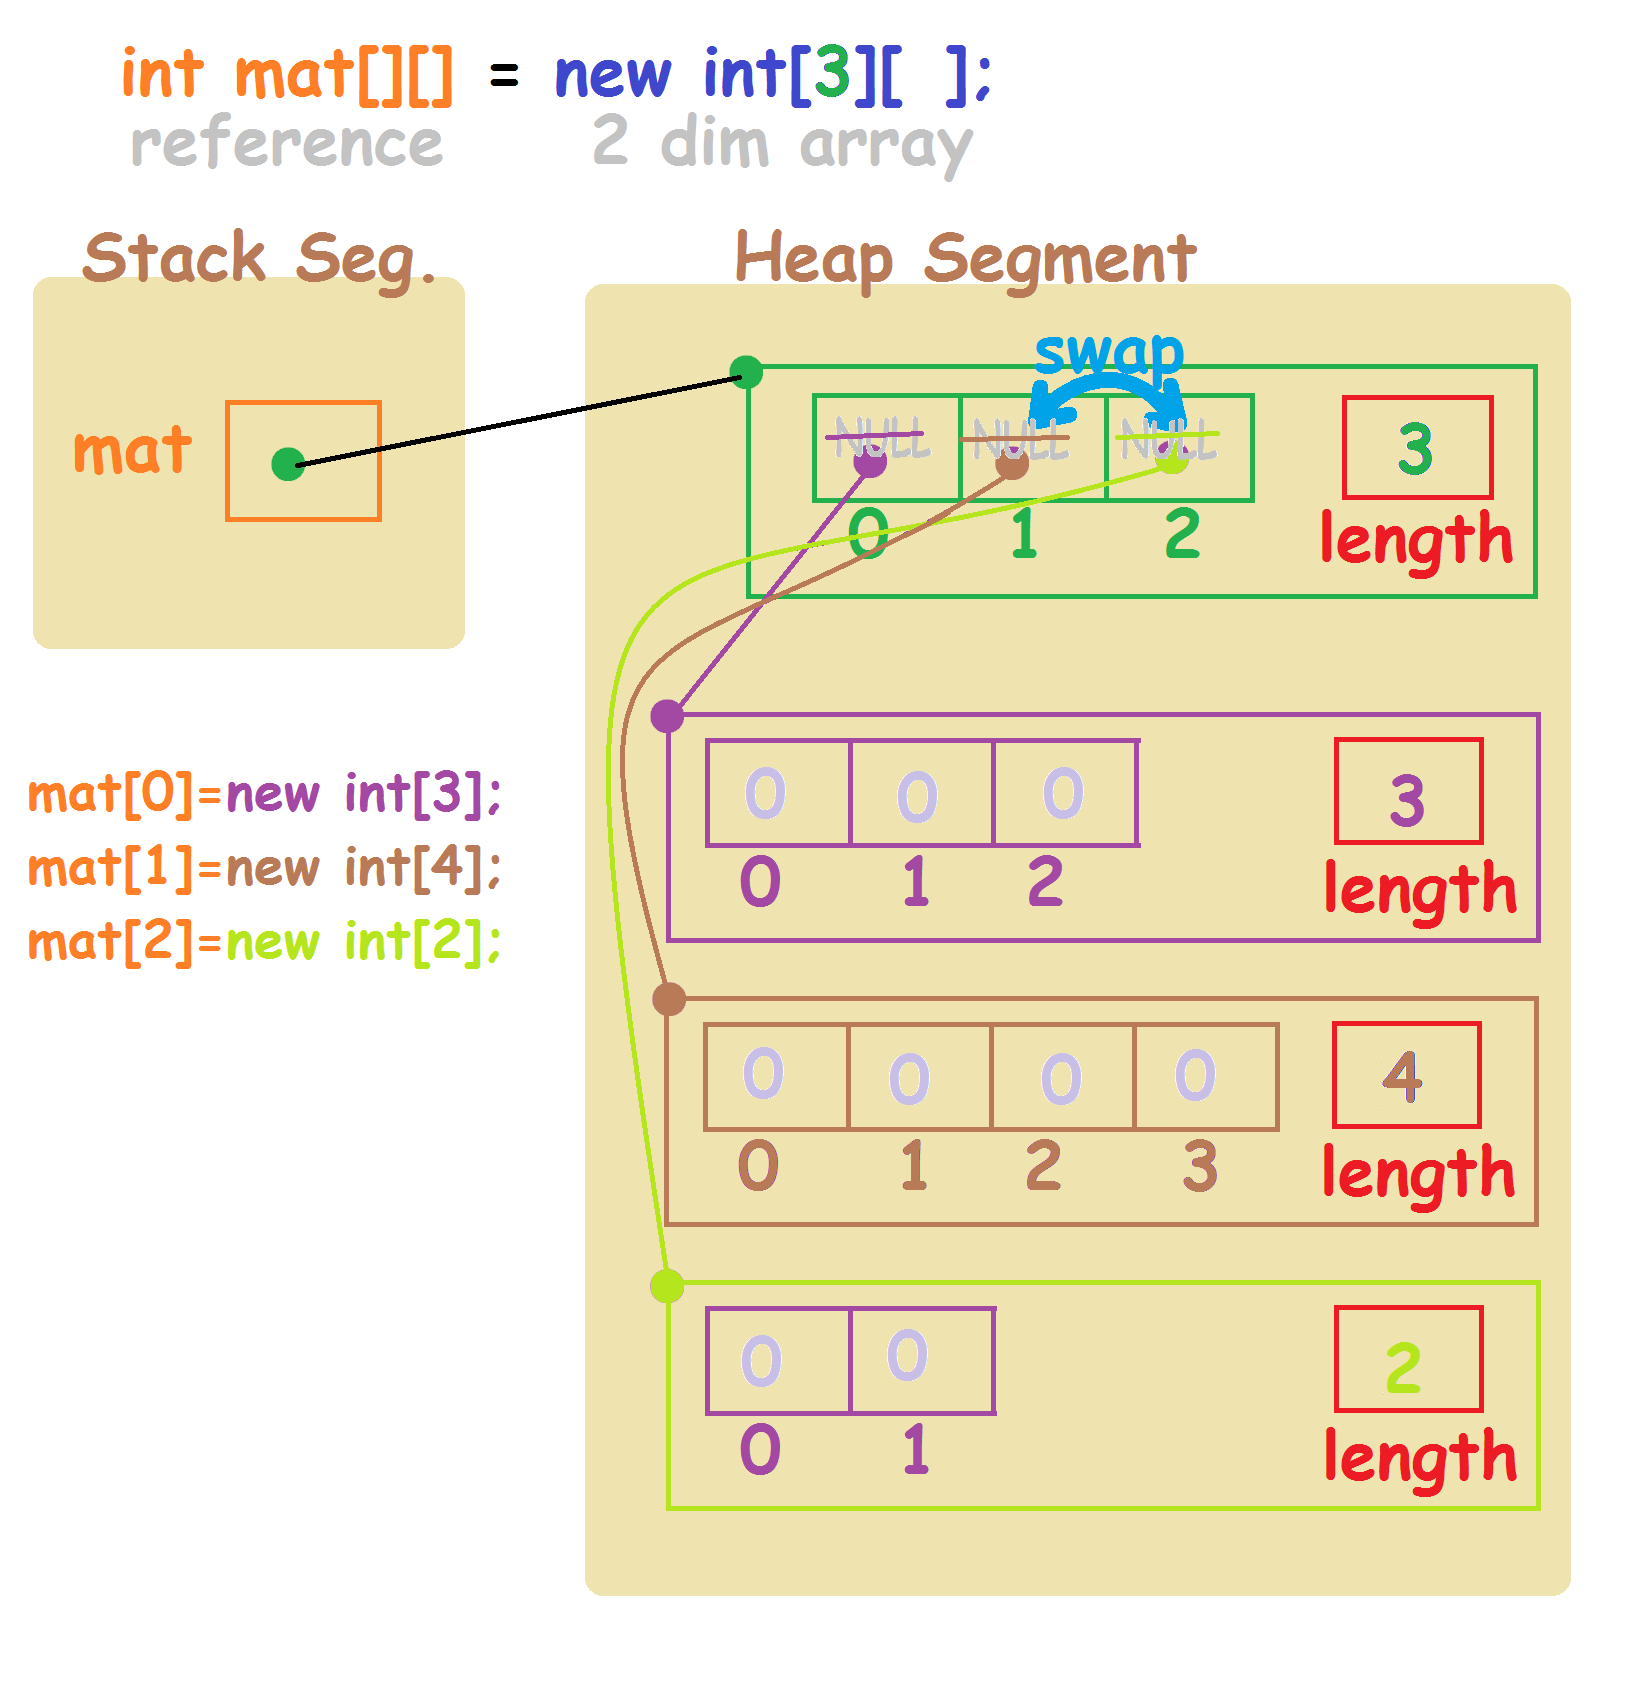 int mat[][] = new int[3][ ];
reference 2 dim array
Stack Seg. Heap Segment
swap
mat NULL NULL NULL 3
0 1 2 length
mat[0]=new int[3]; 0 0 0 3
mat[1]=new int[4]; 0 1 2 length
mat[2]=new int[2];
0 0 0 0 4
0 1 2 3 length
0 0 2
0 1 length